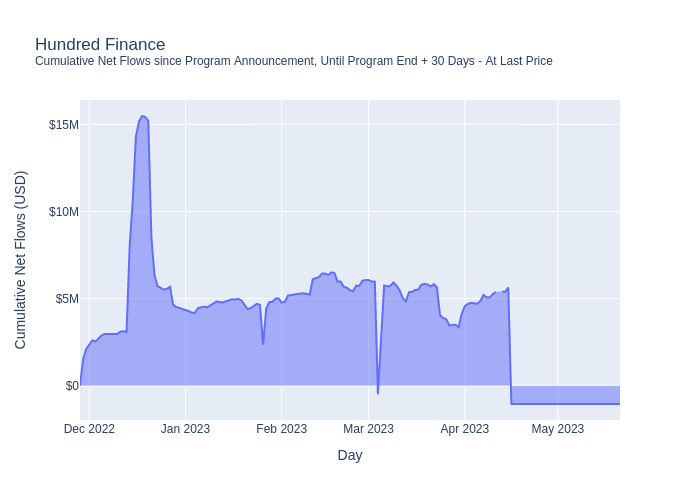 Hundred Finance
Cumulative Net Flows since Program Announcement, Until Program End + 30 Days - At Last Price
Cumulative Net Flows (USD)
$15M
$10M
$5M
$0
Dec 2022
Jan 2023
Feb 2023
Mar 2023
Apr 2023
May 2023
Day